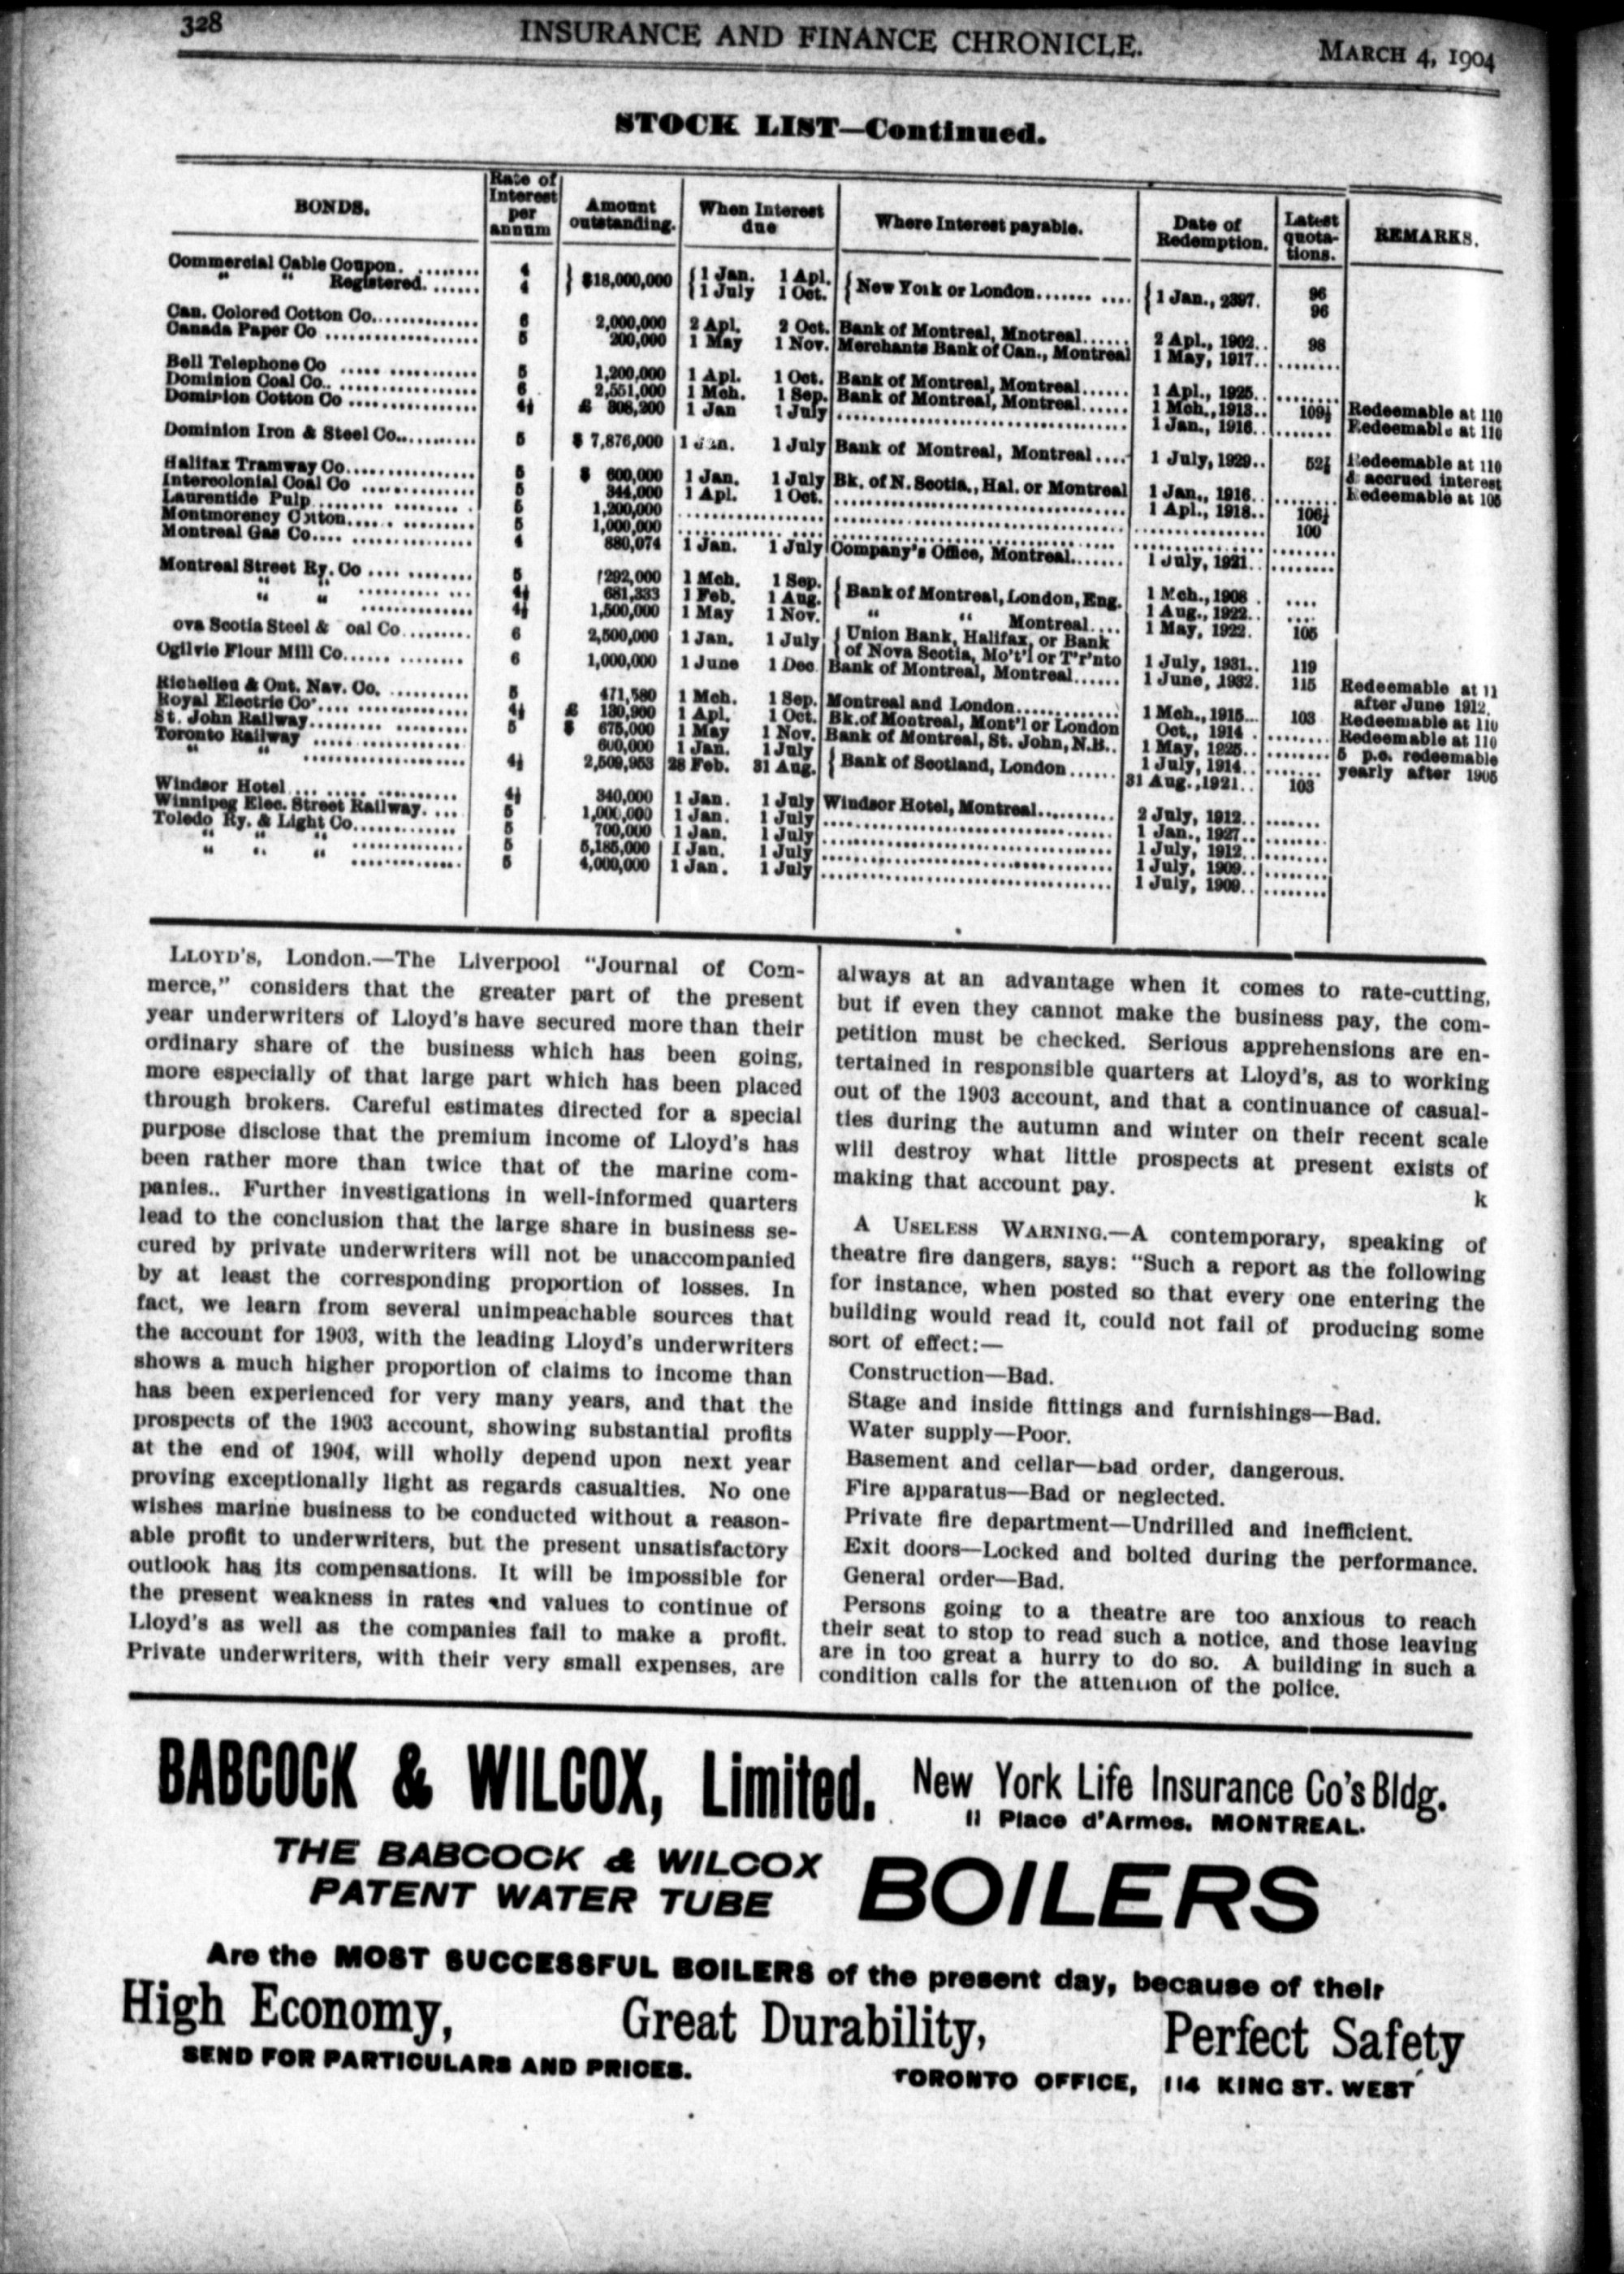 328 INSURANCE AND FINANCE CHRONICLE. MARCH 4, 1904
STOCK LIST—Continued.
BONDS. Rate of Interest per annum Amount outstanding. When Interest due Where Interest payable. Date of Redemption. Latest quotations. REMARKS.
Commercial Cable Coupon. ........ 4 } $18,000,000 { 1 Jan. 1 Apl. { New York or London....... .... { 1 Jan., 2397. 96
“ “ Registered. ...... 4 { 1 July 1 Oct. 96
Can. Colored Cotton Co............... 6 2,000,000 2 Apl. 2 Oct. Bank of Montreal, Mnotreal...... 2 Apl., 1902.. 98
Canada Paper Co ................... 5 200,000 1 May 1 Nov. Merchants Bank of Can., Montreal 1 May, 1917.. ........
Bell Telephone Co ..... ........... 5 1,200,000 1 Apl. 1 Oct. Bank of Montreal, Montreal...... 1 Apl., 1925. ........
Dominion Coal Co.. ................ 6 2,551,000 1 Mch. 1 Sep. Bank of Montreal, Montreal...... 1 Mch., 1913.. 109½ Redeemable at 110
Dominion Cotton Co ................ 4½ £ 308,200 1 Jan 1 July 1 Jan., 1916. ....... Redeemable at 110
Dominion Iron & Steel Co........... 5 $ 7,876,000 1 Jan. 1 July Bank of Montreal, Montreal.... 1 July, 1929.. Redeemable at 110
& accrued interest
Halifax Tramway Co................ 5 $ 600,000 1 Jan. 1 July Bk. of N. Scotia., Hal. or Montreal 1 Jan., 1916. ........ Redeemable at 105
Intercolonial Coal Co .............. 5 344,000 1 Apl. 1 Oct. 1 Apl., 1918..
Laurentide Pulp......... ........ . 5 1,200,000
Montmorency Cotton..... .......... 5 1,000,000 100
Montreal Gas Co.... ............... 4 880,074 1 Jan. 1 July Company's Office, Montreal....... 1 July, 1921. ........
Montreal Street Ry. Co .... ........ 5 292,000 1 Mch. 1 Sep. { Bank of Montreal, London, Eng. 1 Mch., 1908 . ....
“ “ 4½ 681,333 1 Feb. 1 Aug. 1 Aug., 1922.. ....
4½ 1,500,000 1 May 1 Nov. “ “ Montreal.... 1 May, 1922. 105
ova Scotia Steel & oal Co......... 6 2,500,000 1 Jan. 1 July { Union Bank, Halifax, or Bank
of Nova Scotia, Mo't'l or T'r'nto 1 July, 1931.. 119
Ogilvie Flour Mill Co...... ........ 6 1,000,000 1 June 1 Dec. Bank of Montreal, Montreal...... 1 June, 1932. 115 Redeemable at 11
after June 1912.
Richelieu & Ont. Nav. Co. .......... 5 471,580 1 Mch. 1 Sep. Montreal and London............. 1 Mch., 1915... 103 Redeemable at 110
Royal Electric Co.... .............. 4½ £ 130,900 1 Apl. 1 Oct. Bk. of Montreal, Mont'l or London Oct., 1914 . ........ Redeemable at 110
St. John Railway......... ......... 5 $ 675,000 1 May 1 Nov. Bank of Montreal, St. John, N.B.. 1 May, 1925.. ........ 5 p.c. redeemable
Toronto Railway ..... ............. 600,000 1 Jan. 1 July { Bank of Scotland, London...... 1 July, 1914.. ....... yearly after 1905
“ “ .................... 4½ 2,509,953 28 Feb. 31 Aug. 31 Aug., 1921.. 103
Windsor Hotel ... ..... .......... 4½ 340,000 1 Jan. 1 July Windsor Hotel, Montreal.......... 2 July, 1912.. .......
Winnipeg Elec. Street Railway. .... 5 1,000,000 1 Jan. 1 July 1 Jan., 1927.. ........
Toledo Ry. & Light Co............. 5 700,000 1 Jan. 1 July 1 July, 1912.. ........
“ “ “ .............. 5 5,185,000 1 Jan. 1 July 1 July, 1909.. ........
“ “ “ .............. 5 4,000,000 1 Jan. 1 July 1 July, 1909.. ........
LLOYD'S, London.—The Liverpool “Journal of Com-
merce,” considers that the greater part of the present
year underwriters of Lloyd's have secured more than their
ordinary share of the business which has been going,
more especially of that large part which has been placed
through brokers. Careful estimates directed for a special
purpose disclose that the premium income of Lloyd's has
been rather more than twice that of the marine com-
panies.. Further investigations in well-informed quarters
lead to the conclusion that the large share in business se-
cured by private underwriters will not be unaccompanied
by at least the corresponding proportion of losses. In
fact, we learn from several unimpeachable sources that
the account for 1903, with the leading Lloyd's underwriters
shows a much higher proportion of claims to income than
has been experienced for very many years, and that the
prospects of the 1903 account, showing substantial profits
at the end of 1904, will wholly depend upon next year
proving exceptionally light as regards casualties. No one
wishes marine business to be conducted without a reason-
able profit to underwriters, but the present unsatisfactory
outlook has its compensations. It will be impossible for
the present weakness in rates and values to continue of
Lloyd's as well as the companies fail to make a profit.
Private underwriters, with their very small expenses, are
always at an advantage when it comes to rate-cutting,
but if even they cannot make the business pay, the com-
petition must be checked. Serious apprehensions are en-
tertained in responsible quarters at Lloyd's, as to working
out of the 1903 account, and that a continuance of casual-
ties during the autumn and winter on their recent scale
wlil destroy what little prospects at present exists of
making that account pay.
k
A USELESS WARNING.—A contemporary, speaking of
theatre fire dangers, says: “Such a report as the following
for instance, when posted so that every one entering the
building would read it, could not fail of producing some
sort of effect:—
Construction—Bad.
Stage and inside fittings and furnishings—Bad.
Water supply—Poor.
Basement and cellar—bad order, dangerous.
Fire apparatus—Bad or neglected.
Private fire department—Undrilled and inefficient.
Exit doors—Locked and bolted during the performance.
General order—Bad.
Persons going to a theatre are too anxious to reach
their seat to stop to read such a notice, and those leaving
are in too great a hurry to do so. A building in such a
condition calls for the attention of the police.
BABCOCK & WILCOX, Limited. New York Life Insurance Co's Bldg.
11 Place d'Armes. MONTREAL.
THE BABCOCK & WILCOX
PATENT WATER TUBE BOILERS
Are the MOST SUCCESSFUL BOILERS of the present day, because of their
High Economy, Great Durability, Perfect Safety
SEND FOR PARTICULARS AND PRICES. TORONTO OFFICE, 114 KING ST. WEST